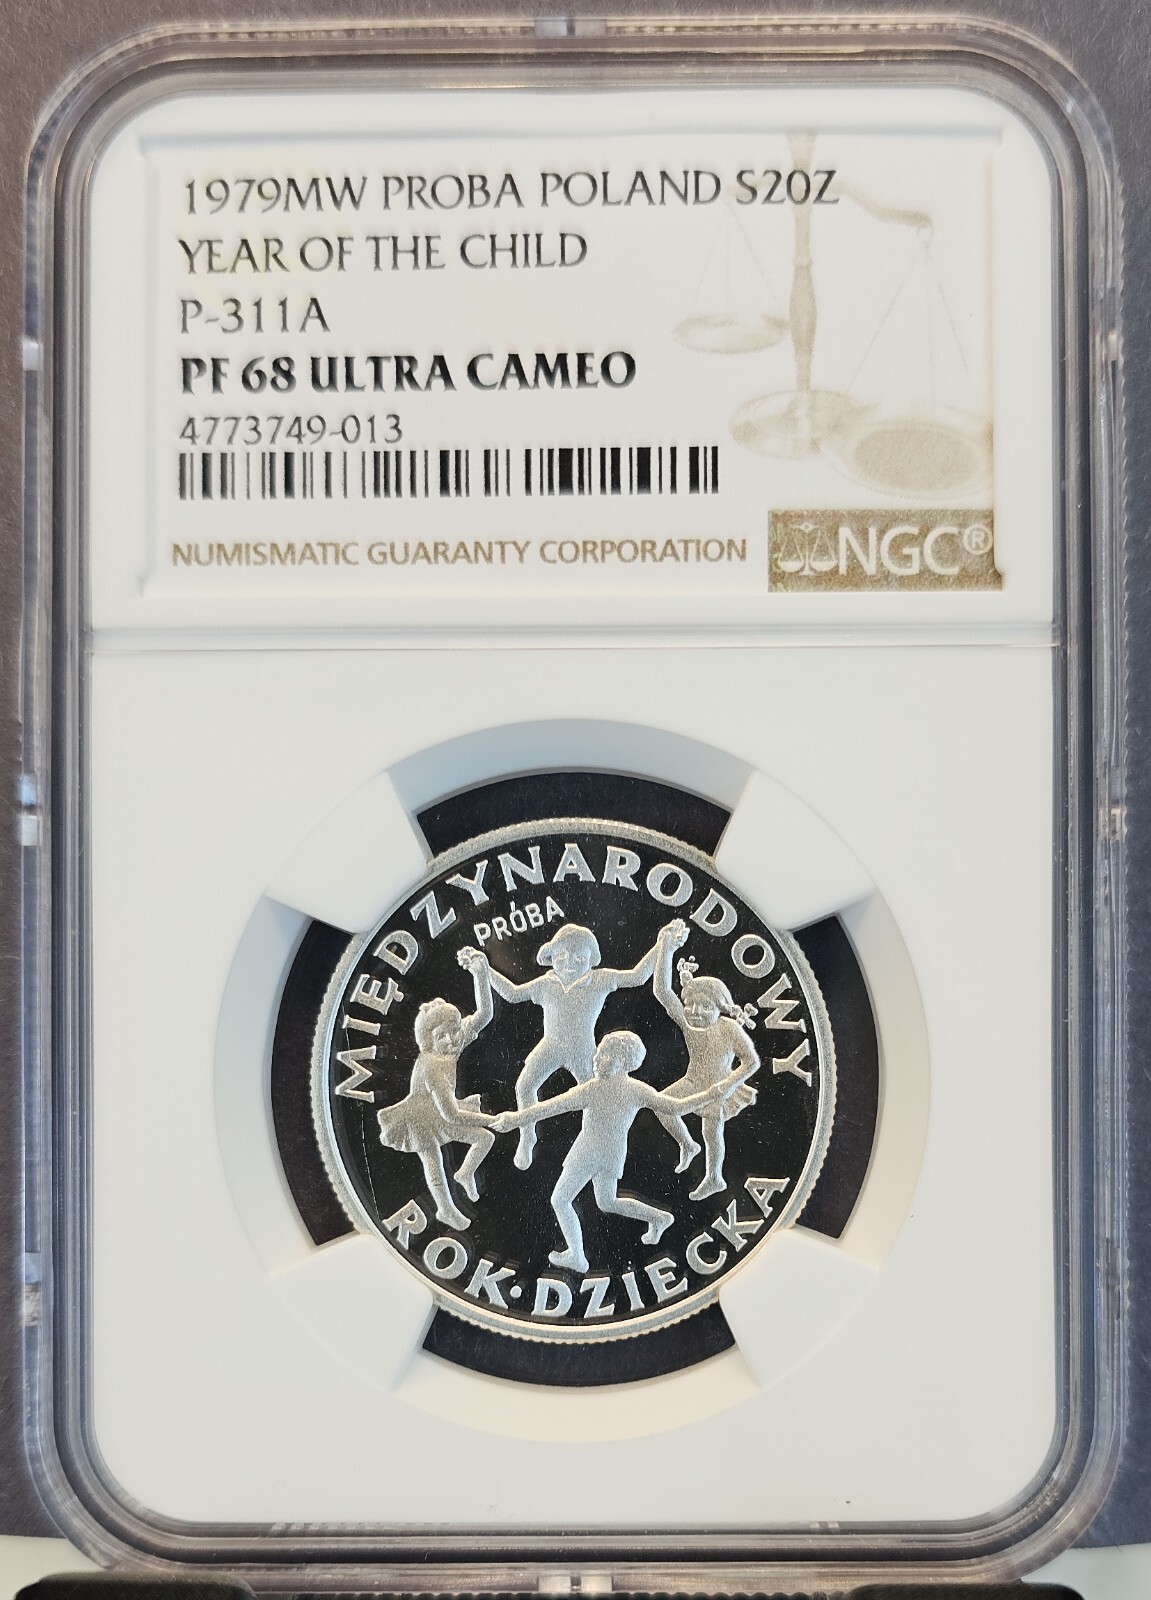 1979MW PROBA POLAND S20Z
YEAR OF THE CHILD
P-311A
PF 68 ULTRA CAMEO
4773749-013
NUMISMATIC GUARANTY CORPORATION
NGC®
MIĘDZYNARODOWY
PRÓBA
ROK·DZIECKA